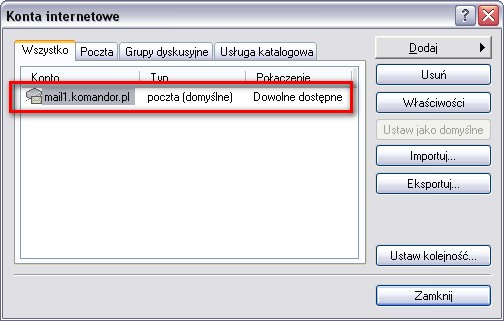 Konta internetowe
Wszystko Poczta Grupy dyskusyjne Usługa katalogowa
Konto Typ Połączenie
mail1.komandor.pl poczta (domyślne) Dowolne dostępne
Dodaj
Usuń
Właściwości
Ustaw jako domyślne
Importuj...
Eksportuj...
Ustaw kolejność...
Zamknij